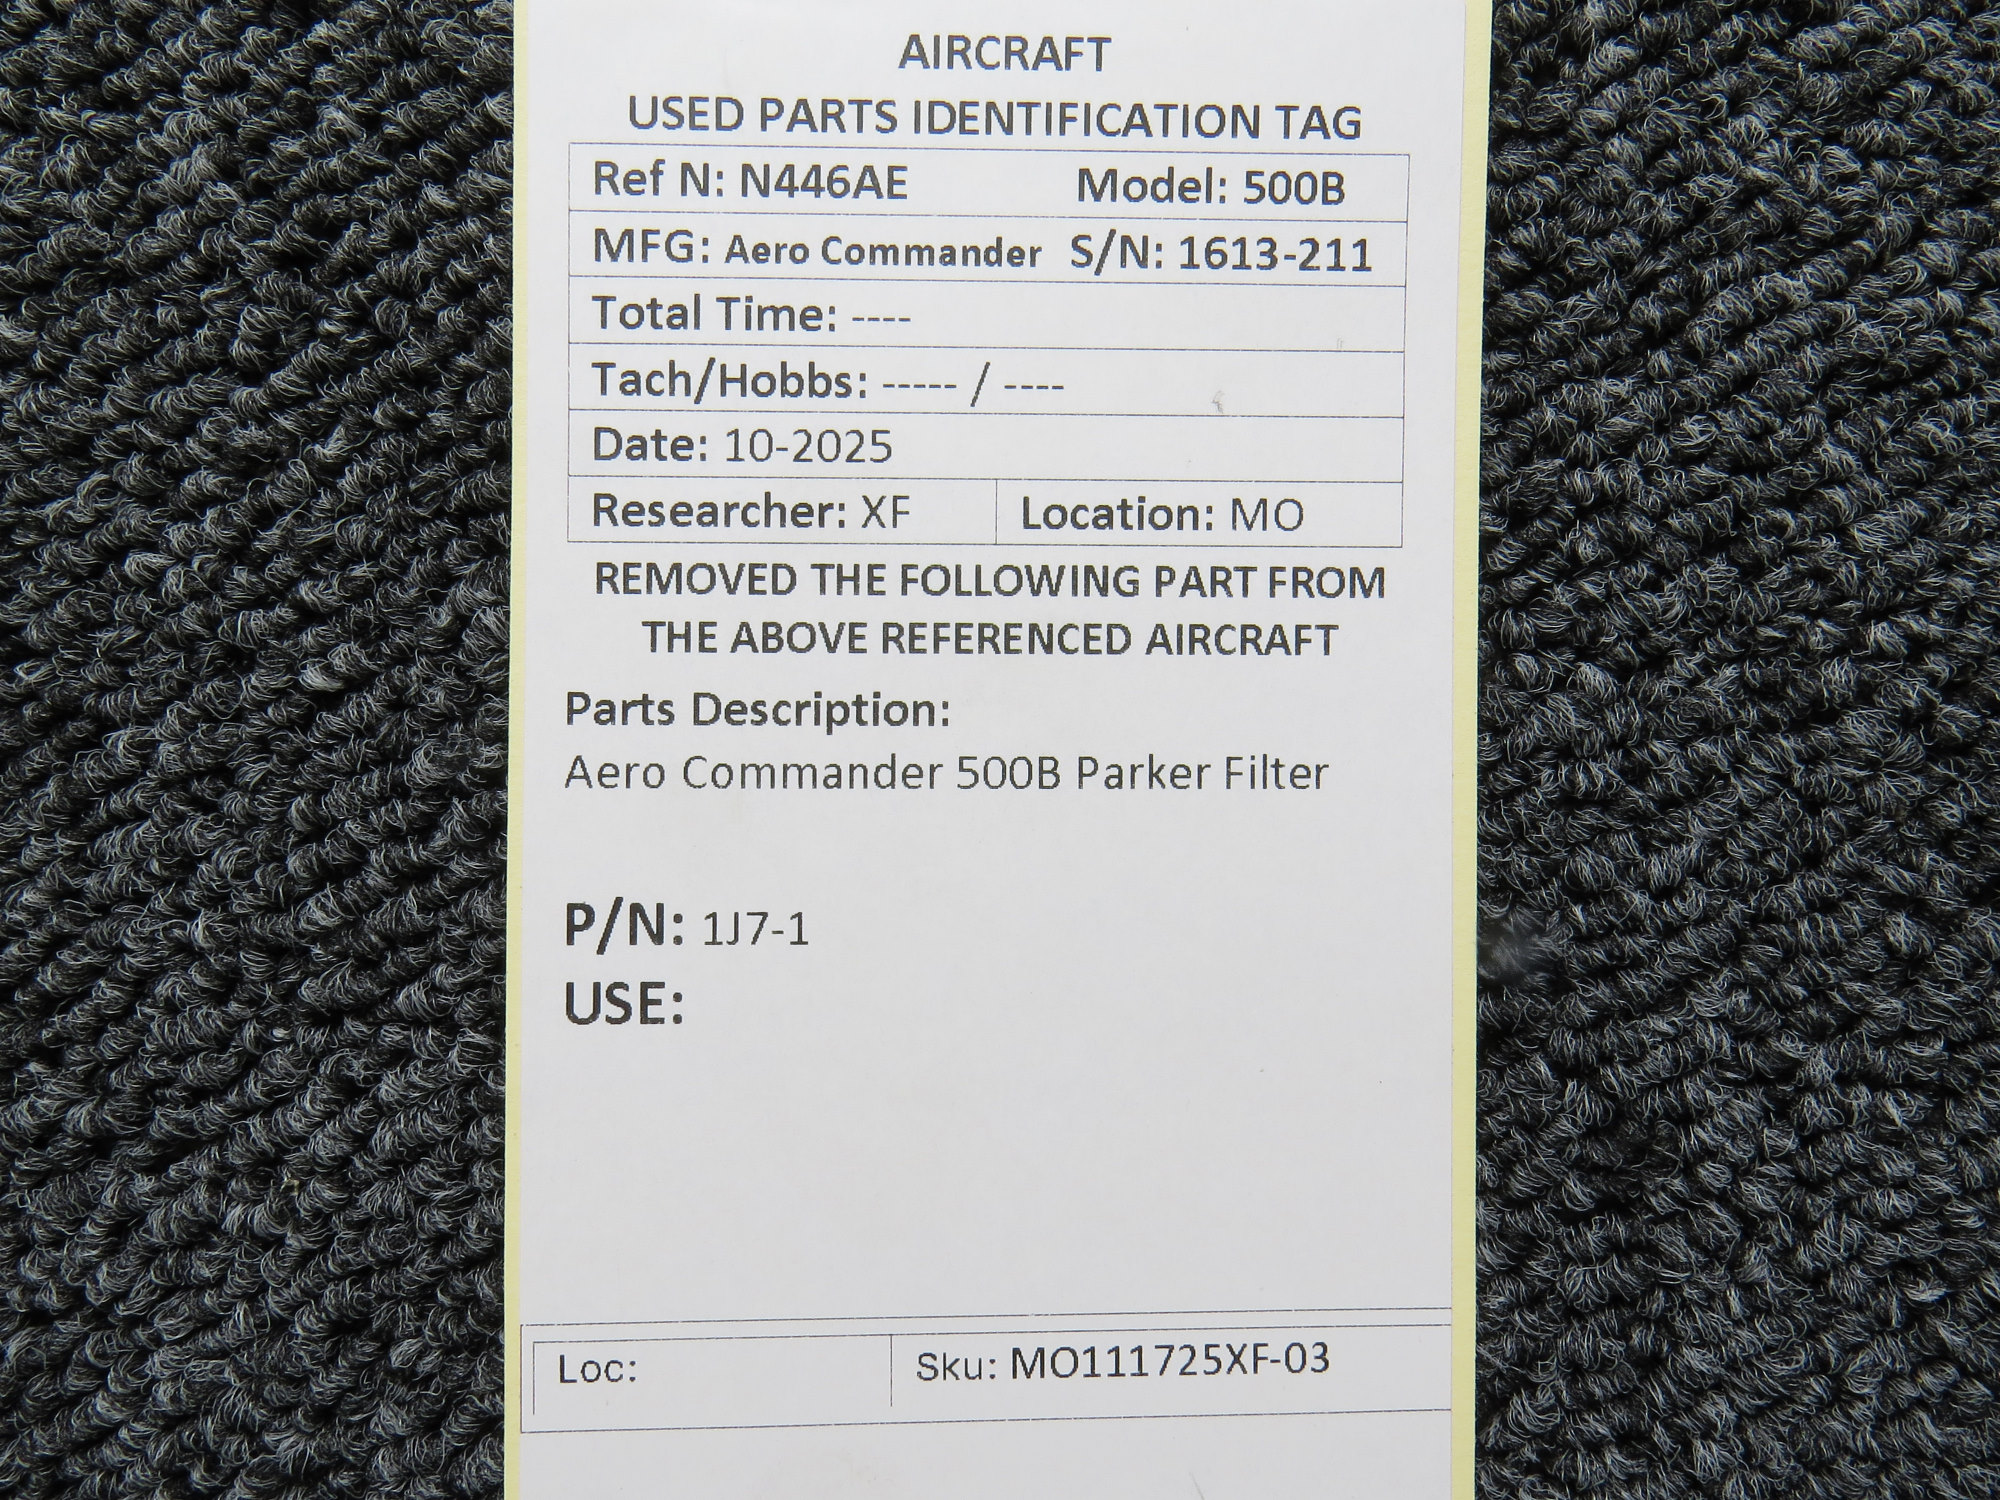 AIRCRAFT
USED PARTS IDENTIFICATION TAG
Ref N: N446AE Model: 500B
MFG: Aero Commander S/N: 1613-211
Total Time: ----
Tach/Hobbs: ----- / ----
Date: 10-2025
Researcher: XF Location: MO
REMOVED THE FOLLOWING PART FROM
THE ABOVE REFERENCED AIRCRAFT
Parts Description:
Aero Commander 500B Parker Filter
P/N: 1J7-1
USE:
Loc: Sku: MO111725XF-03